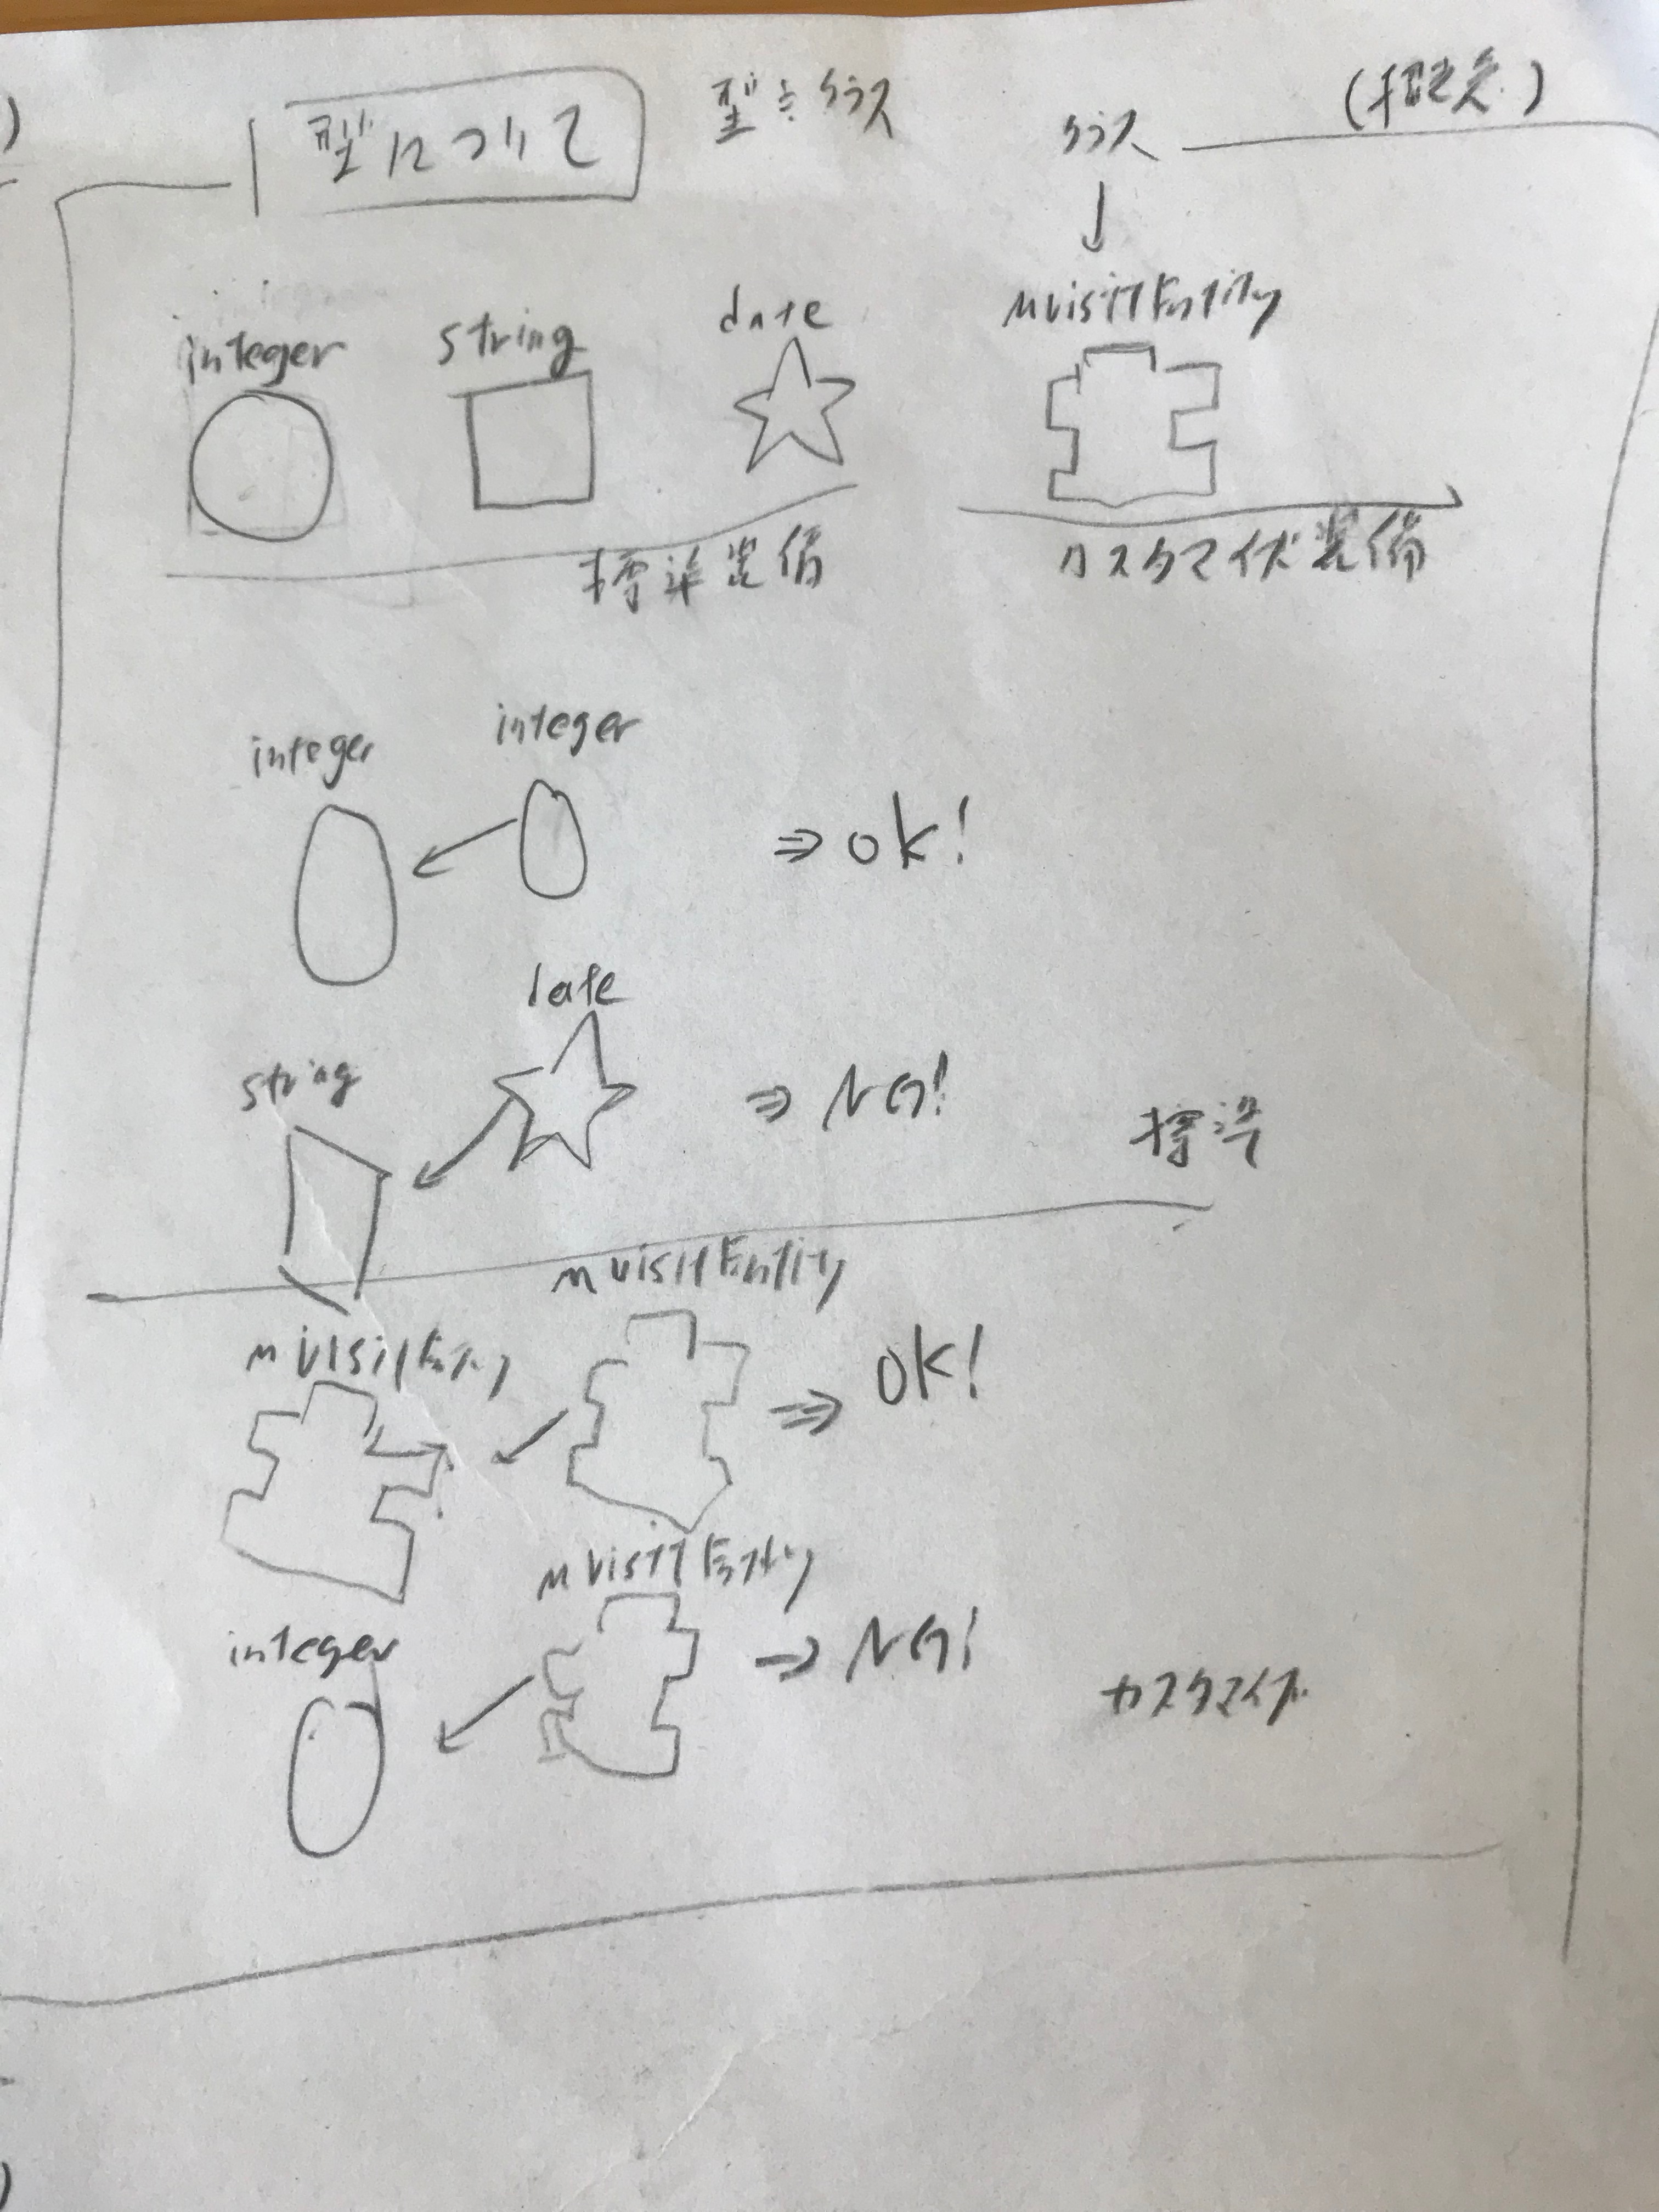 型について
型≒クラス
クラス
(概念)
integer
string
date
MVisitEntity
標準装備
カスタマイズ装備
integer
integer
⇒ OK!
date
string
⇒ NG!
標準
MVisitEntity
MVisitEntity
⇒ OK!
MVisitEntity
integer
⇒ NG!
カスタマイズ